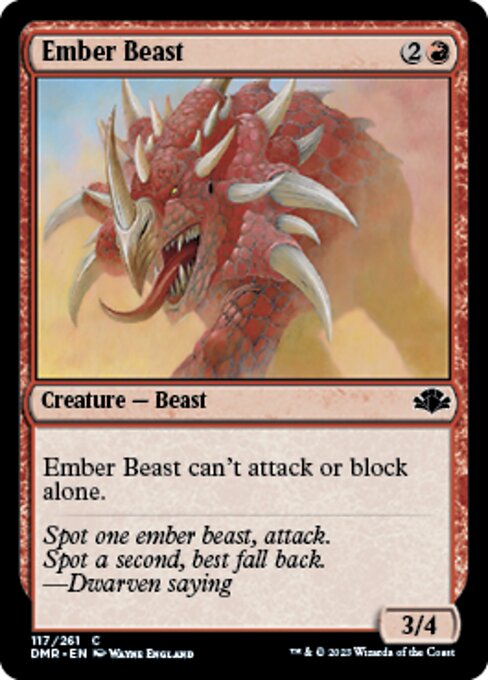 Ember Beast 2
Creature — Beast
Ember Beast can't attack or block
alone.
Spot one ember beast, attack.
Spot a second, best fall back.
—Dwarven saying
3/4
117/261 C
DMR • EN Wayne England ™ & © 2023 Wizards of the Coast